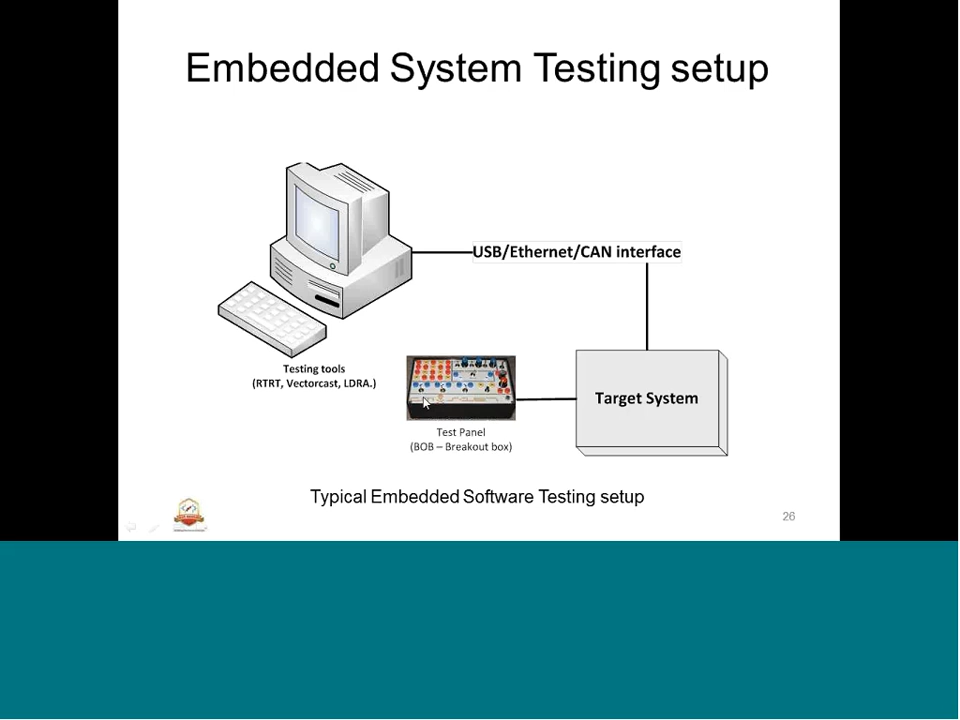 Embedded System Testing setup
USB/Ethernet/CAN interface
Testing tools
(RTRT, Vectorcast, LDRA.)
Target System
Test Panel
(BOB – Breakout box)
Typical Embedded Software Testing setup
26